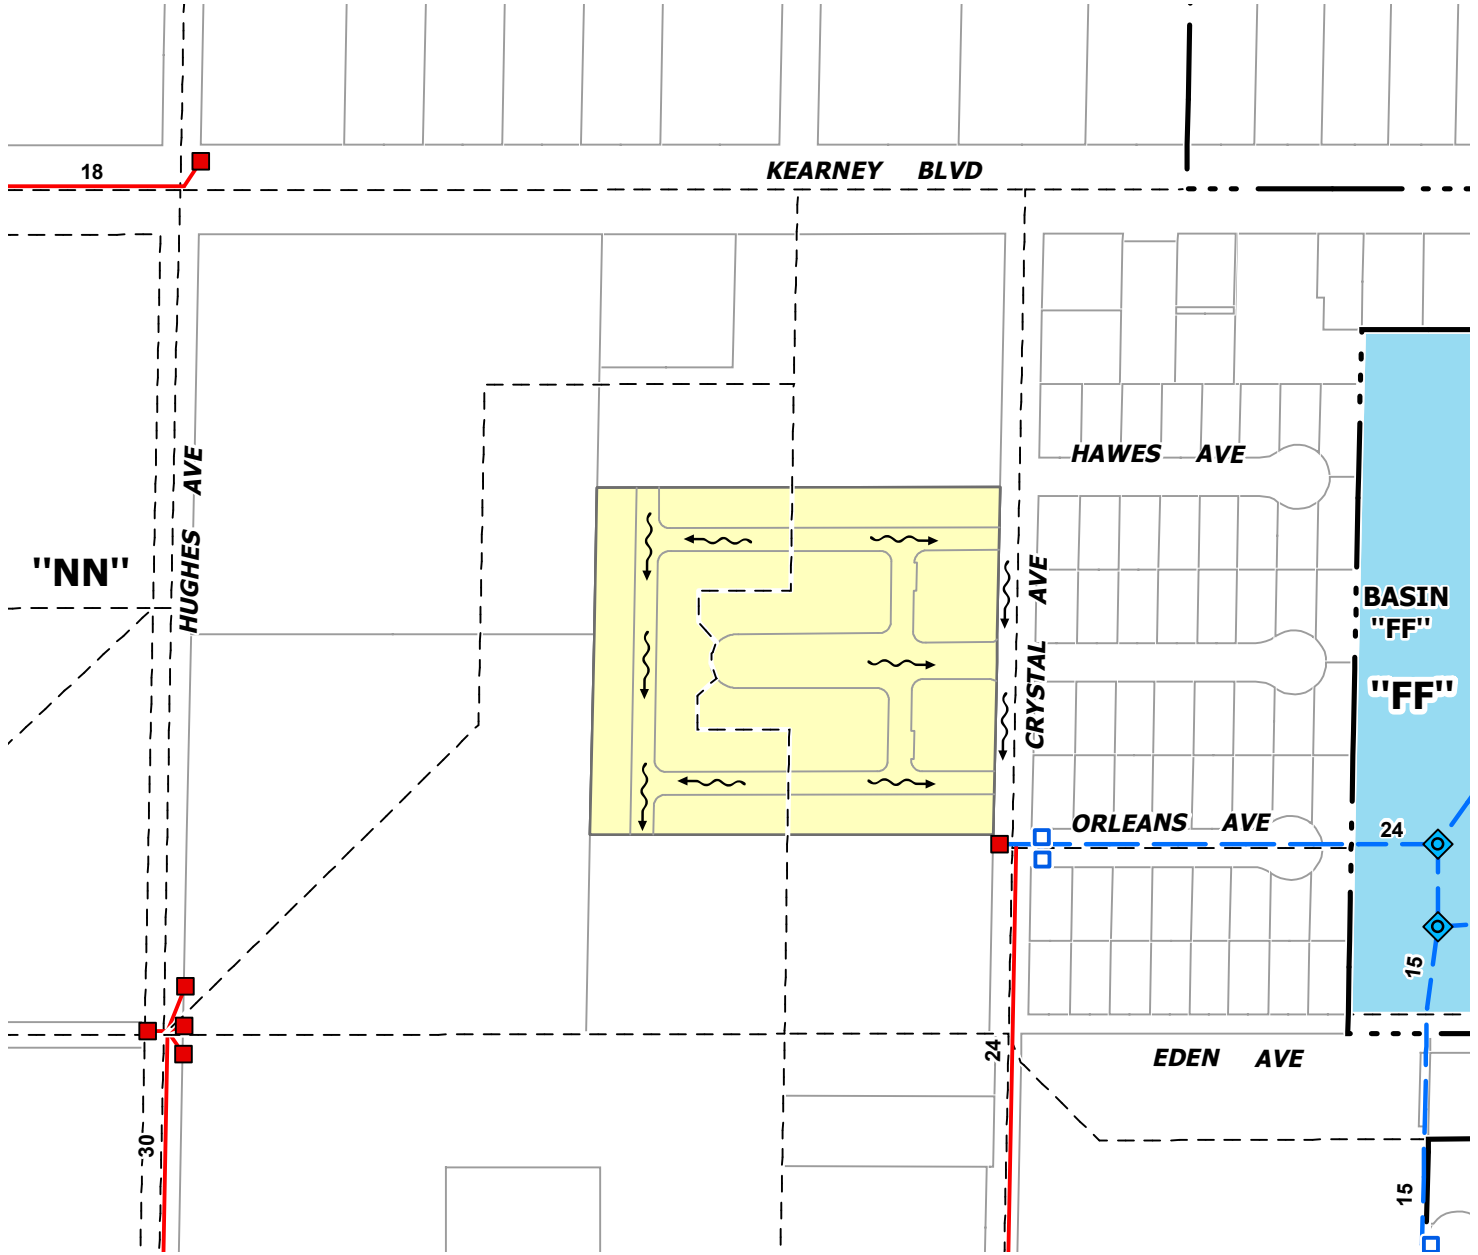 18
KEARNEY BLVD
HUGHES AVE
HAWES AVE
"NN"
CRYSTAL AVE
BASIN
"FF"
"FF"
ORLEANS AVE
24
15
24
EDEN AVE
30
15